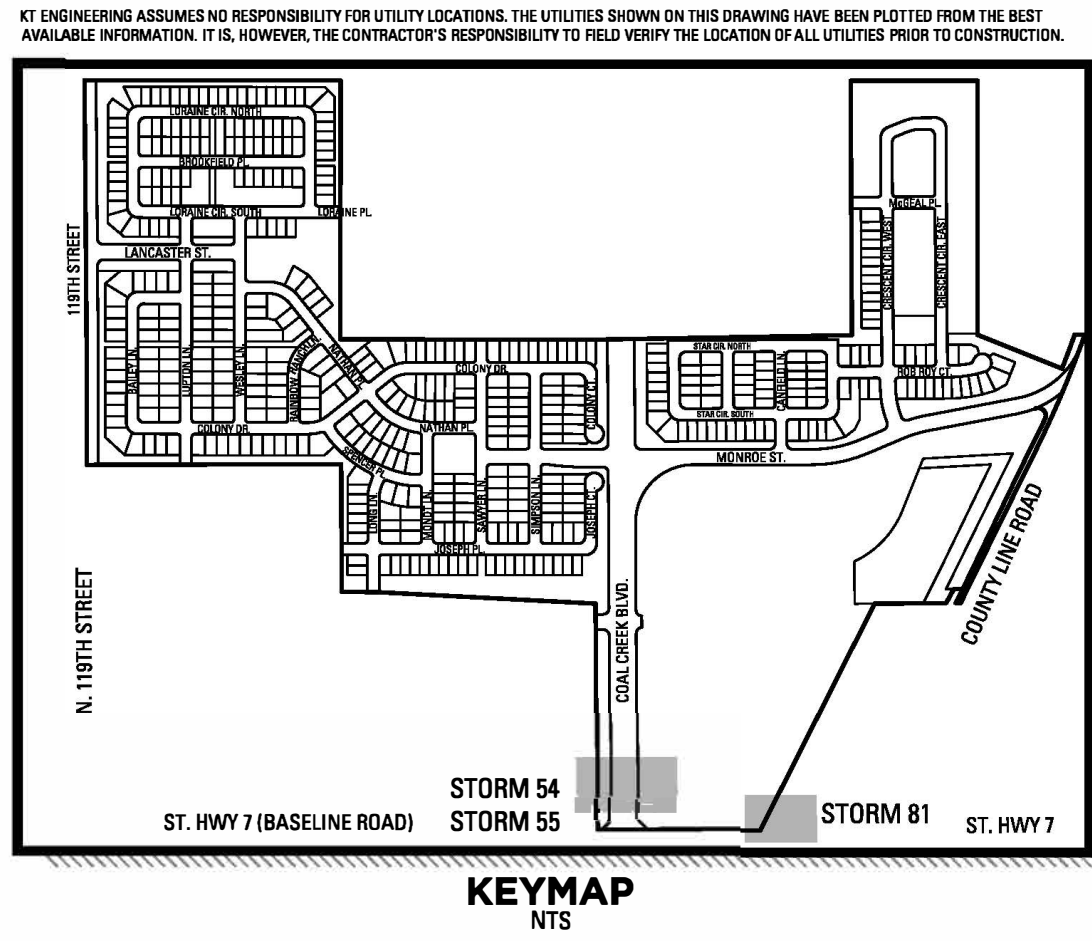 KT ENGINEERING ASSUMES NO RESPONSIBILITY FOR UTILITY LOCATIONS. THE UTILITIES SHOWN ON THIS DRAWING HAVE BEEN PLOTTED FROM THE BEST
AVAILABLE INFORMATION. IT IS, HOWEVER, THE CONTRACTOR'S RESPONSIBILITY TO FIELD VERIFY THE LOCATION OF ALL UTILITIES PRIOR TO CONSTRUCTION.
LORAINE CIR. NORTH
BROOKFIELD PL.
LORAINE CIR. SOUTH
LORAINE PL.
McGEAL PL
CRESCENT CIR. WEST
CRESCENT CIR. EAST
119TH STREET
LANCASTER ST.
BAILEY LN.
LUPTON LN.
WESLEY LN.
RAINBOW RANCH LN.
NATHAN PL.
COLONY DR.
COLONY CT.
STAR CIR. NORTH
CANFIELD LN.
STAR CIR. SOUTH
ROB ROY CT.
COLONY DR.
NATHAN PL.
SPENCER PL.
MONROE ST.
LONG LN.
MONDT LN.
SAWYER LN.
SIMPSON LN.
JOSEPH CT.
JOSEPH PL.
COUNTY LINE ROAD
N. 119TH STREET
COAL CREEK BLVD.
STORM 54
STORM 55
STORM 81
ST. HWY 7 (BASELINE ROAD)
ST. HWY 7
KEYMAP
NTS